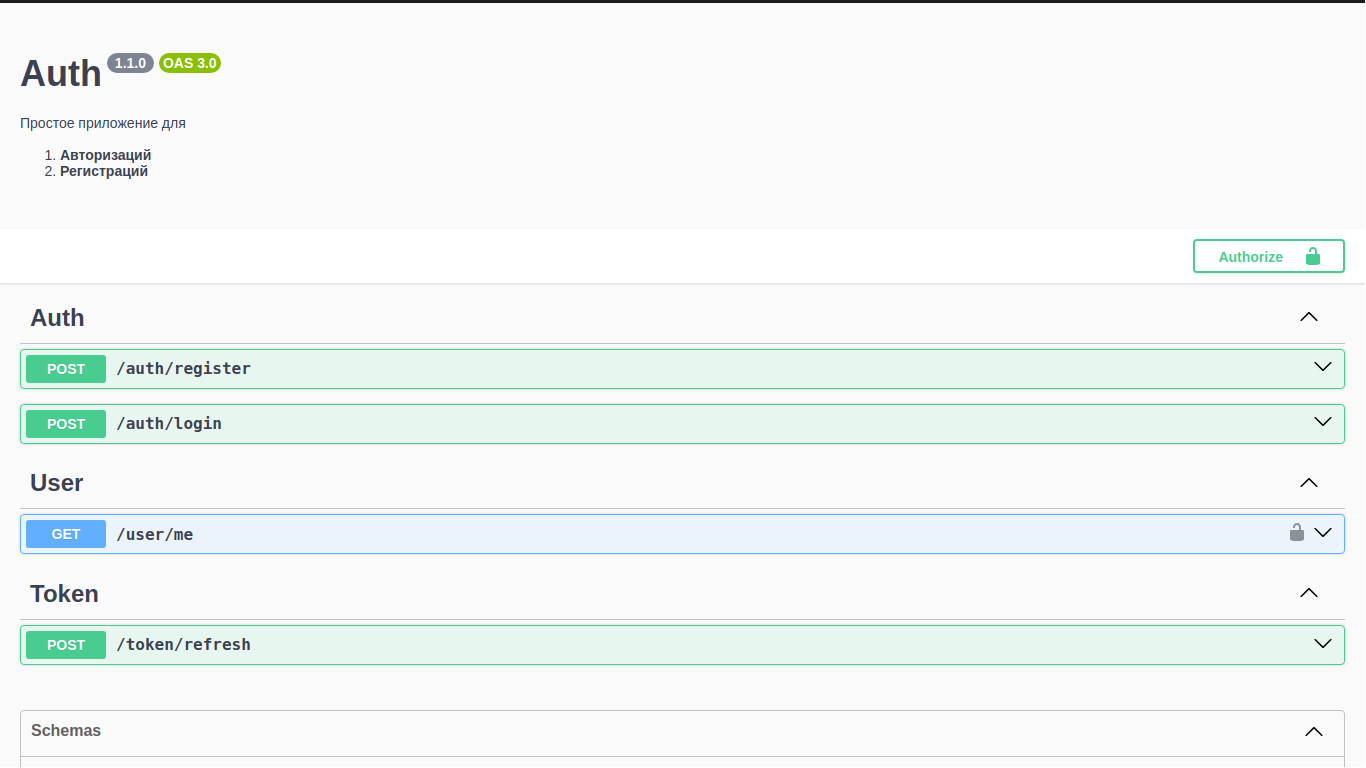 Auth 1.1.0 OAS 3.0
Простое приложение для
1. Авторизаций
2. Регистраций
Authorize
Auth
POST /auth/register
POST /auth/login
User
GET /user/me
Token
POST /token/refresh
Schemas